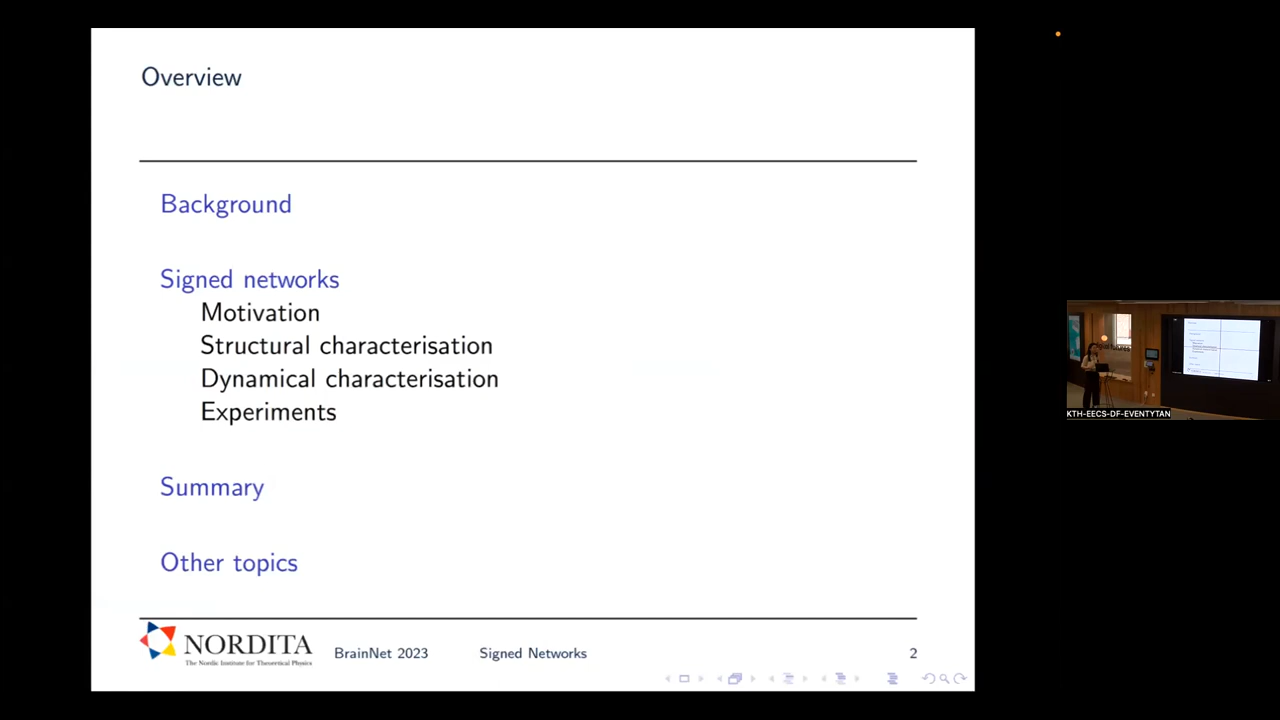 Overview
Background
Signed networks
Motivation
Structural characterisation
Dynamical characterisation
Experiments
Summary
Other topics
NORDITA
The Nordic Institute for Theoretical Physics
BrainNet 2023
Signed Networks
2
KTH-EECS-DF-EVENTYTAN